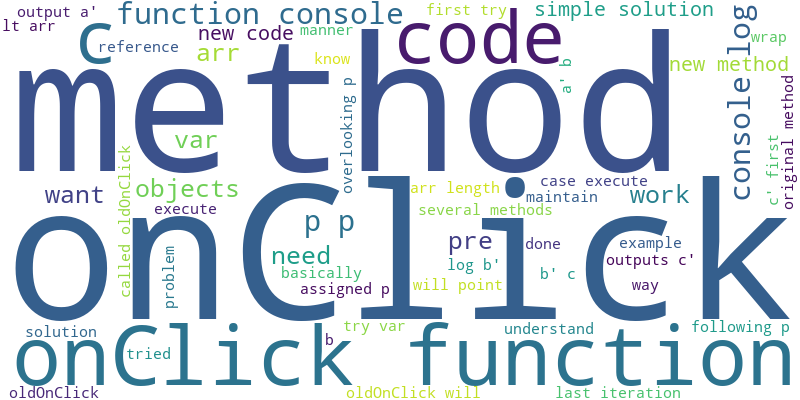 output a'
function console
first try
simple solution
lt arr
c
reference
new code
manner
code
console log
wrap
arr
know
new method
method
a' b
overlooking p
original method
var
c' first
called oldOnClick
want
objects
arr length
case execute
maintain
work
execute
several methods
onClick
p p
pre
done
example
need
log b'
outputs c'
problem
basically
assigned p
will point
b' c
way
solution
tried
b
try var
understand
following p
onClick function
oldOnClick
oldOnClick will
last iteration